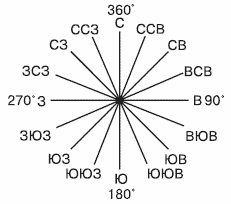 360°
С
ССЗ ССВ
СЗ СВ
ЗСЗ ВСВ
270° З В 90°
ЗЮЗ ВЮВ
ЮЗ ЮВ
ЮЮЗ ЮЮВ
Ю
180°